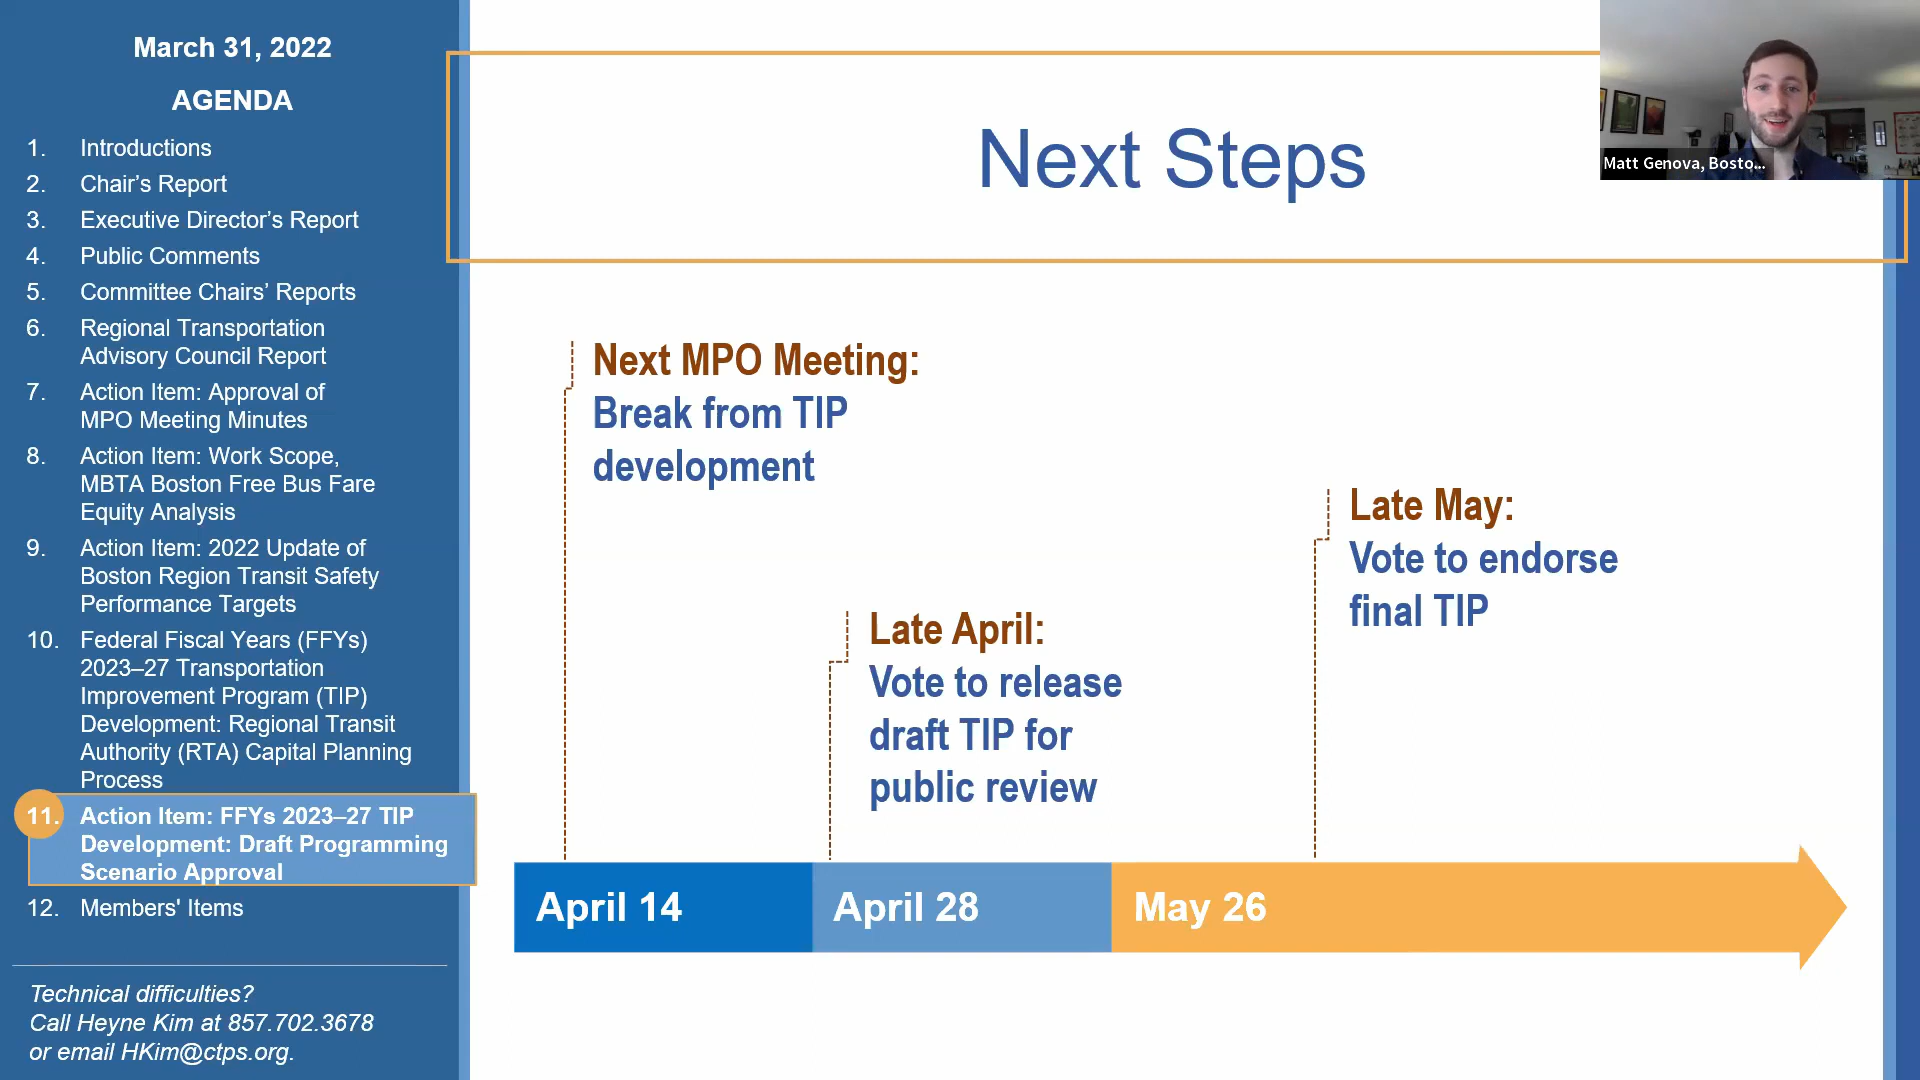 March 31, 2022
AGENDA
1. Introductions
2. Chair’s Report
3. Executive Director’s Report
4. Public Comments
5. Committee Chairs’ Reports
6. Regional Transportation
Advisory Council Report
7. Action Item: Approval of
MPO Meeting Minutes
8. Action Item: Work Scope,
MBTA Boston Free Bus Fare
Equity Analysis
9. Action Item: 2022 Update of
Boston Region Transit Safety
Performance Targets
10. Federal Fiscal Years (FFYs)
2023–27 Transportation
Improvement Program (TIP)
Development: Regional Transit
Authority (RTA) Capital Planning
Process
11. Action Item: FFYs 2023–27 TIP
Development: Draft Programming
Scenario Approval
12. Members' Items
Technical difficulties?
Call Heyne Kim at 857.702.3678
or email HKim@ctps.org.
Next Steps
Matt Genova, Bosto...
Next MPO Meeting:
Break from TIP
development
Late April:
Vote to release
draft TIP for
public review
Late May:
Vote to endorse
final TIP
April 14
April 28
May 26